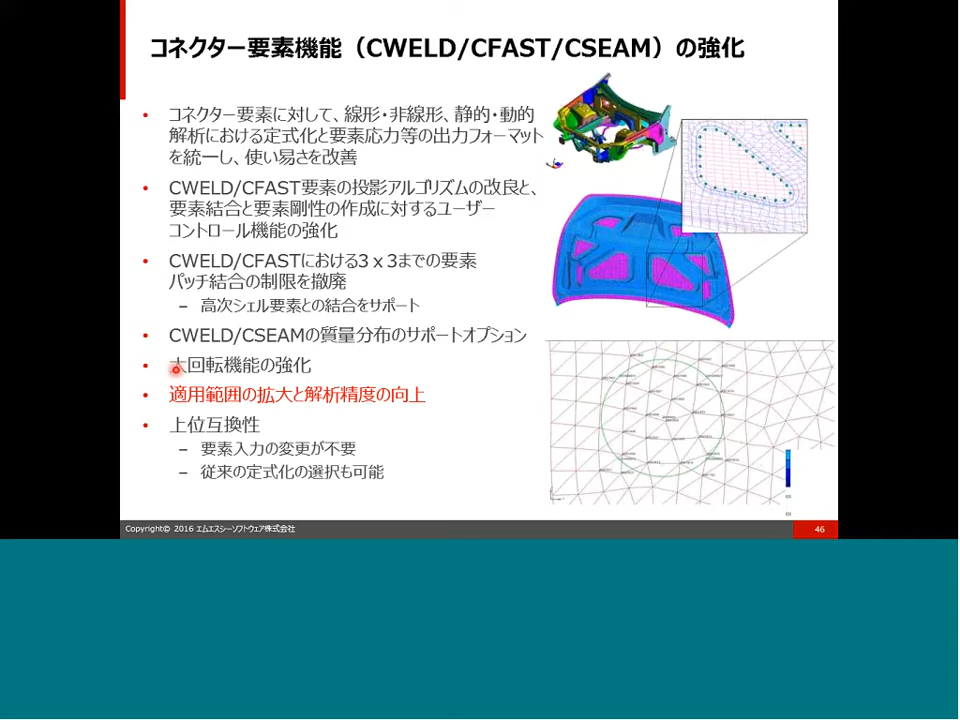 コネクター要素機能（CWELD/CFAST/CSEAM）の強化
• コネクター要素に対して、線形・非線形、静的・動的
解析における定式化と要素応力等の出力フォーマット
を統一し、使い易さを改善
• CWELD/CFAST要素の投影アルゴリズムの改良と、
要素結合と要素剛性の作成に対するユーザー
コントロール機能の強化
• CWELD/CFASTにおける3 x 3までの要素
パッチ結合の制限を撤廃
– 高次シェル要素との結合をサポート
• CWELD/CSEAMの質量分布のサポートオプション
• 大回転機能の強化
• 適用範囲の拡大と解析精度の向上
• 上位互換性
– 要素入力の変更が不要
– 従来の定式化の選択も可能
Copyright© 2016 エムエスシーソフトウェア株式会社
46